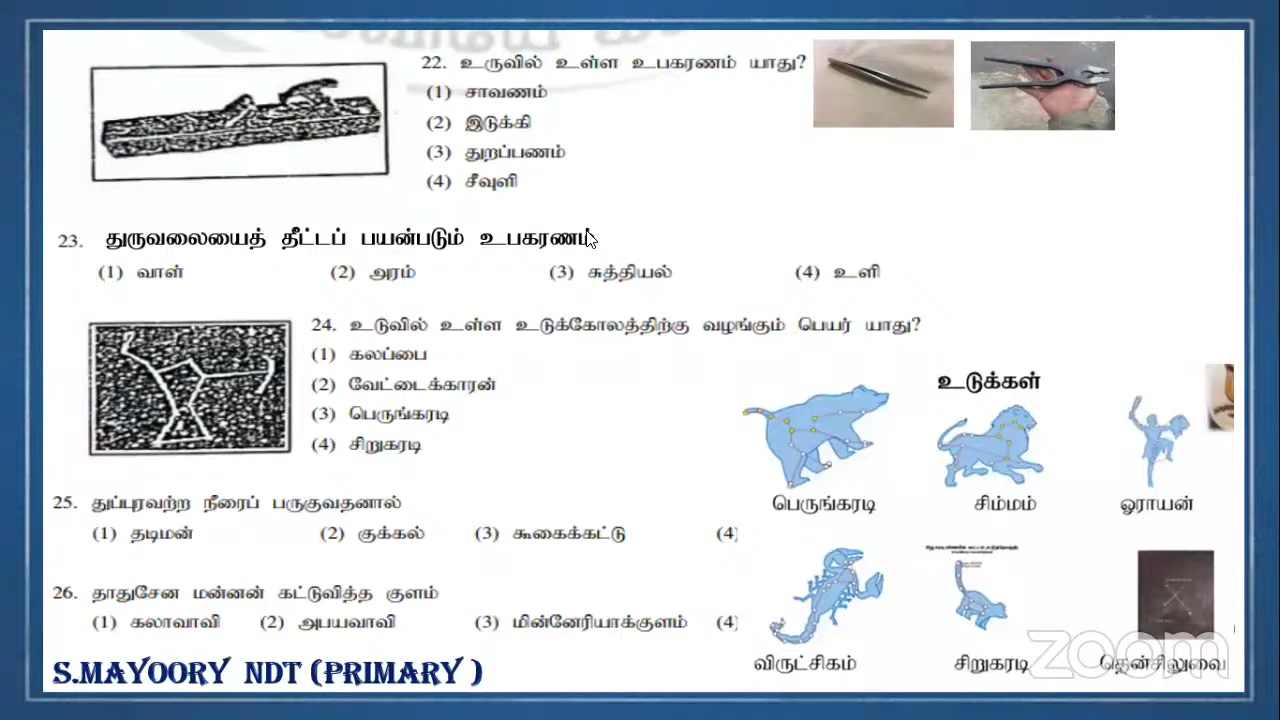 22. உருவில் உள்ள உபகரணம் யாது?
(1) சாவணம்
(2) இடுக்கி
(3) துறப்பணம்
(4) சீவுளி
23. துருவலையைத் தீட்டப் பயன்படும் உபகரணம்
(1) வாள் (2) அரம் (3) சுத்தியல் (4) உளி
24. உடுவில் உள்ள உடுக்கோலத்திற்கு வழங்கும் பெயர் யாது?
(1) கலப்பை
(2) வேட்டைக்காரன்
(3) பெருங்கரடி
(4) சிறுகரடி
உடுக்கள்
பெருங்கரடி சிம்மம் ஓராயன்
25. துப்புரவற்ற நீரைப் பருகுவதனால்
(1) தடிமன் (2) குக்கல் (3) கூகைக்கட்டு (4)
26. தாதுசேன மன்னன் கட்டுவித்த குளம்
(1) கலாவாவி (2) அபயவாவி (3) மின்னேரியாக்குளம் (4)
விருட்சிகம் சிறுகரடி தென்சிலுவை
S.MAYOORY NDT (PRIMARY )
zoom